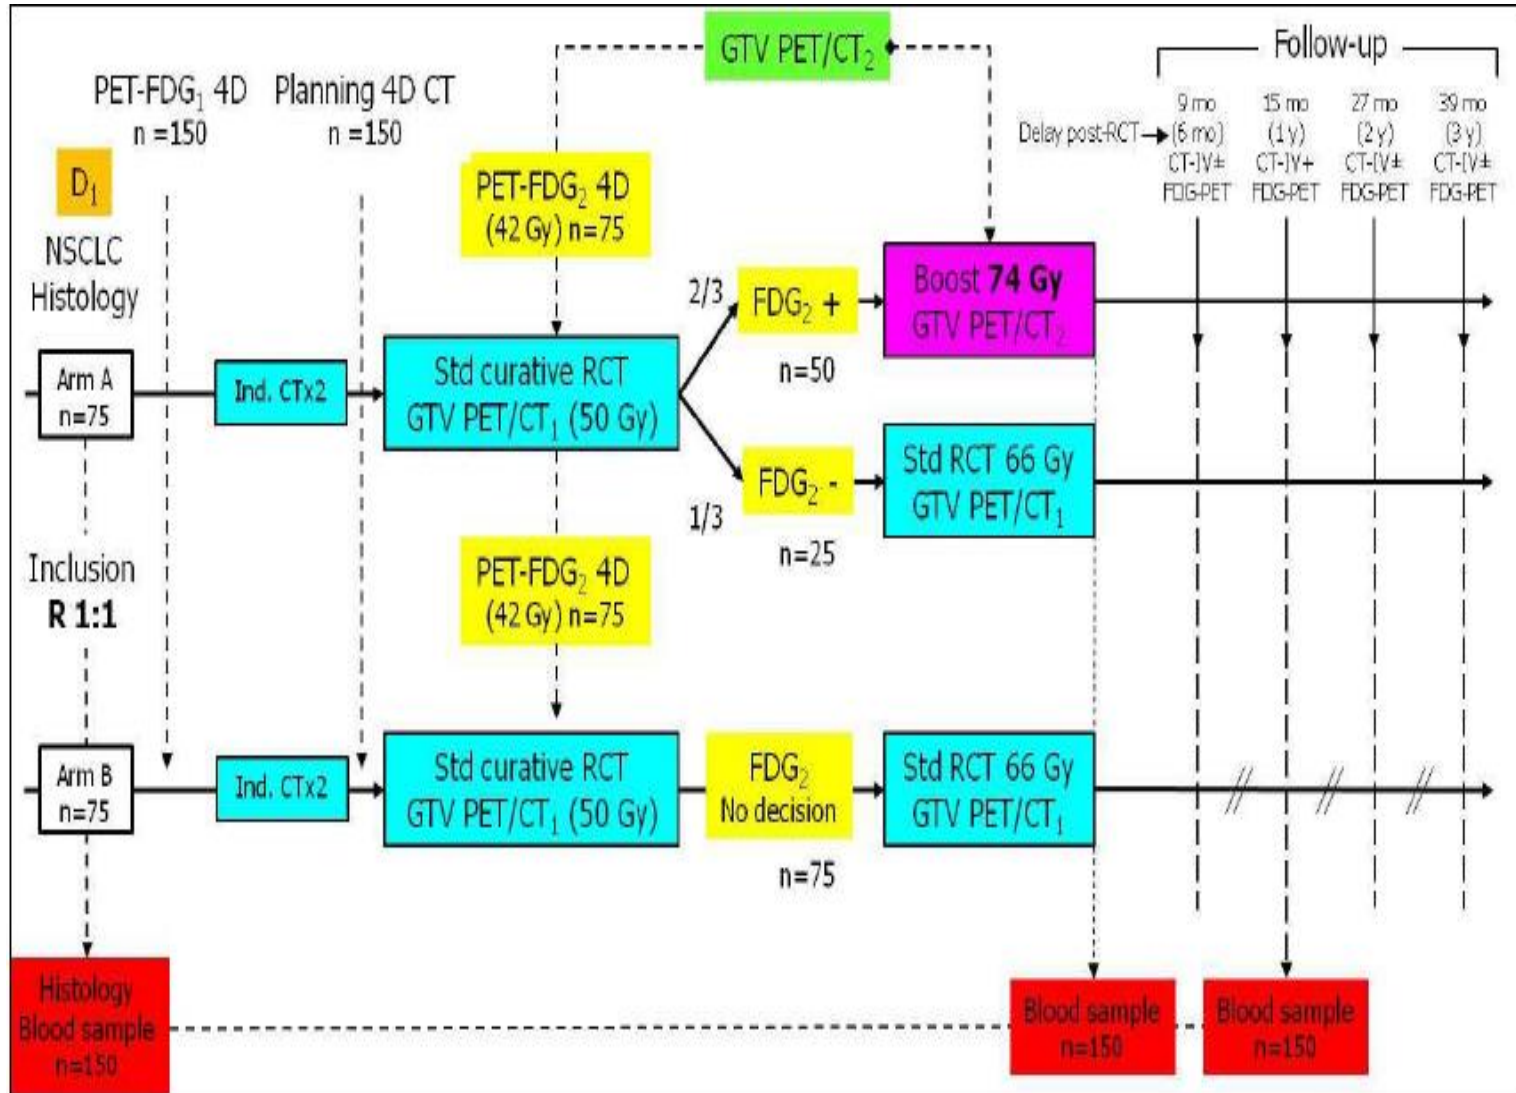 GTV PET/CT₂
Follow-up
PET-FDG₁ 4D
n =150
Planning 4D CT
n =150
Delay post-RCT
9 mo
(6 mo)
CT-IV±
FDG-PET
15 mo
(1 y)
CT-IV+
FDG-PET
27 mo
(2 y)
CT-IV±
FDG-PET
39 mo
(3 y)
CT-IV±
FDG-PET
D₁
NSCLC
Histology
PET-FDG₂ 4D
(42 Gy) n=75
Arm A
n=75
Ind. CTx2
Std curative RCT
GTV PET/CT₁ (50 Gy)
2/3
FDG₂ +
n=50
Boost 74 Gy
GTV PET/CT₂
1/3
FDG₂ -
n=25
Std RCT 66 Gy
GTV PET/CT₁
Inclusion
R 1:1
PET-FDG₂ 4D
(42 Gy) n=75
Arm B
n=75
Ind. CTx2
Std curative RCT
GTV PET/CT₁ (50 Gy)
FDG₂
No decision
n=75
Std RCT 66 Gy
GTV PET/CT₁
Histology
Blood sample
n=150
Blood sample
n=150
Blood sample
n=150